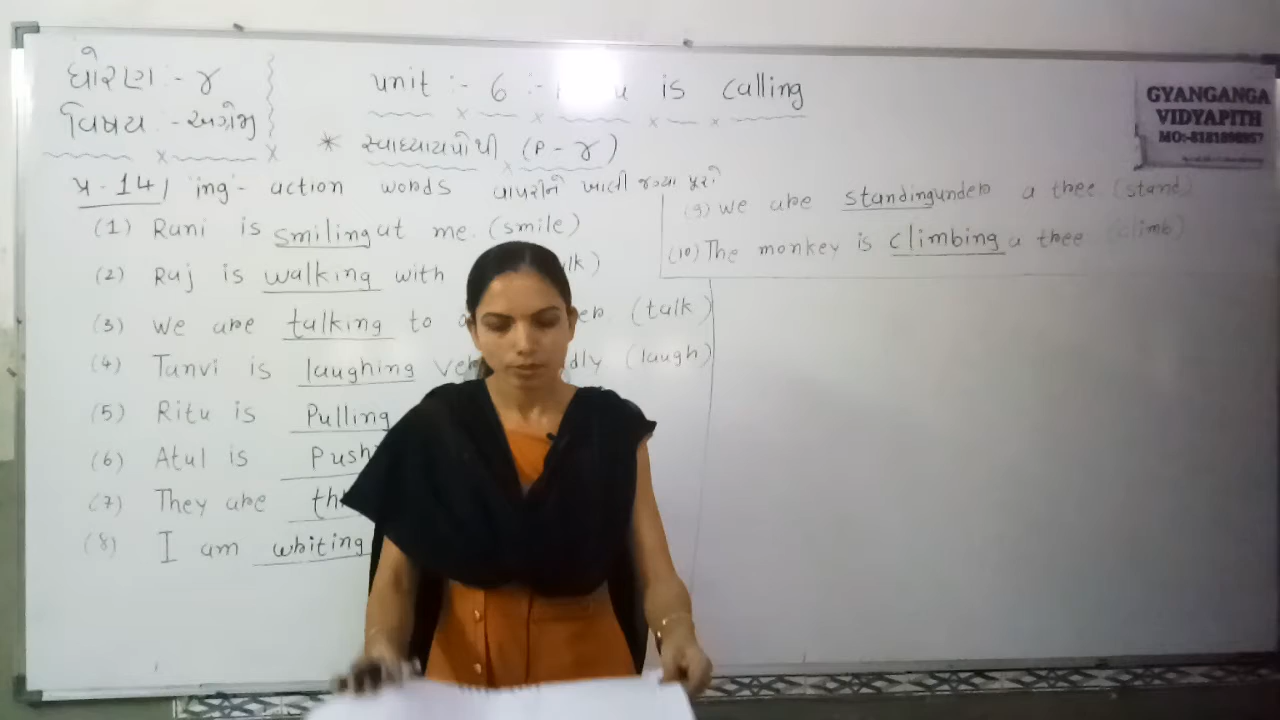 ધોરણ :- ૪
વિષય :- અંગ્રેજી
unit :- 6 :- is calling
* સ્વાધ્યાયપોથી (P - ૪)
પ્ર. 14) 'ing' - action words વાપરીને ખાલી જગ્યા પૂરો
(1) Rani is smiling at me. (smile)
(2) Raj is walking with
(3) We are talking to (talk)
(4) Tanvi is laughing (laugh)
(5) Ritu is Pulling
(6) Atul is
(7) They are
(8) I am writing
(9) We are standing under a tree (stand)
(10) The monkey is climbing a tree (climb)
GYANGANGA
VIDYAPITH